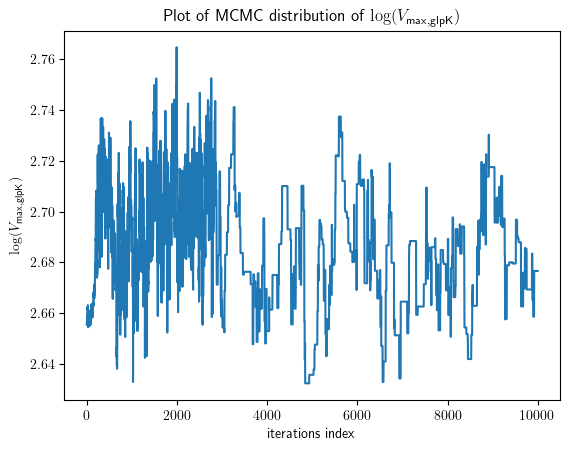 Plot of MCMC distribution of log(V_max,glpK)
log(V_max,glpK)
2.76
2.74
2.72
2.70
2.68
2.66
2.64
0 2000 4000 6000 8000 10000
iterations index